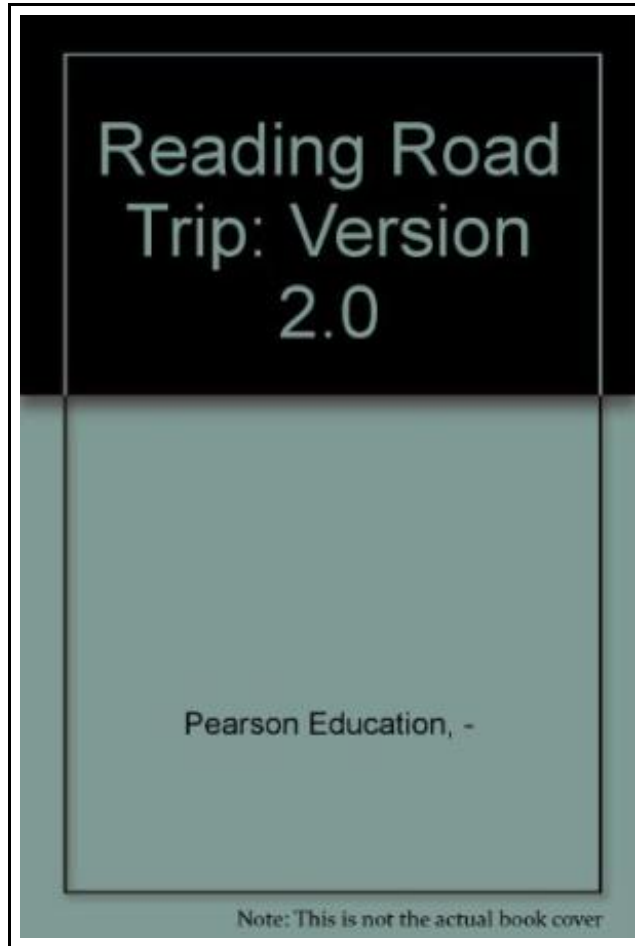 Reading Road
Trip: Version
2.0
Pearson Education, -
Note: This is not the actual book cover